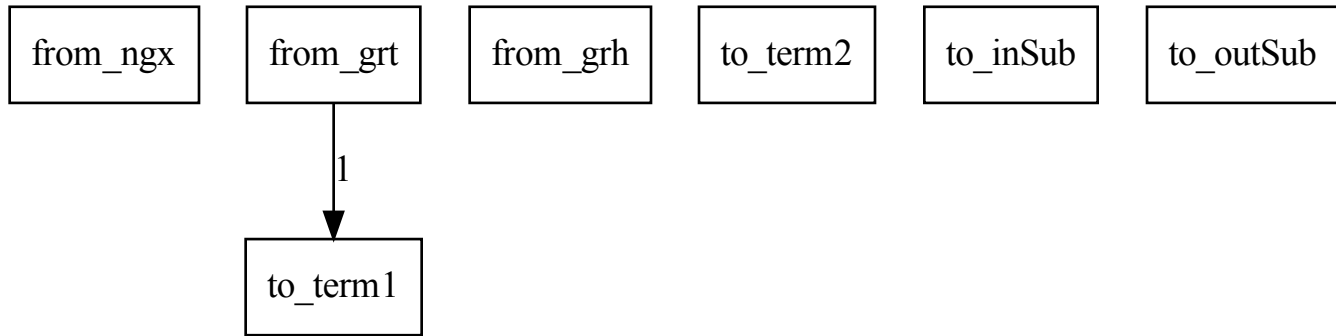 from_ngx
from_grt
from_grh
to_term2
to_inSub
to_outSub
1
to_term1